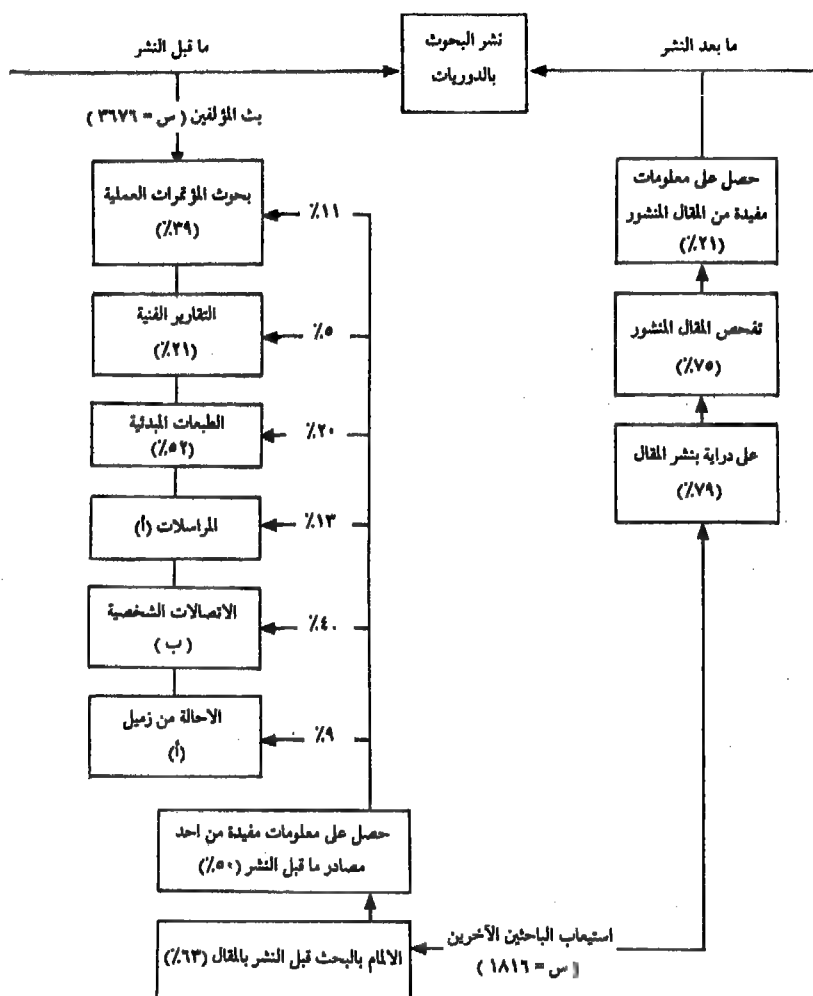 ما بعد النشر
نشر البحوث
بالدوريات
ما قبل النشر
بث المؤلفين ( س = ٣٦٧٦ )
بحوث المؤتمرات العملية
(٣٩٪)
١١٪
التقارير الفنية
(٢١٪)
٥٪
الطبعات المبدئية
(٥٢٪)
٢٠٪
المراسلات (أ)
١٣٪
الاتصالات الشخصية
( ب )
٤٠٪
الاحالة من زميل
(أ)
٩٪
حصل على معلومات مفيدة من احد
مصادر ما قبل النشر (٥٠٪)
الالمام بالبحث قبل النشر بالمقال (٦٣٪)
استيعاب الباحثين الآخرين
( س = ١٨١٦ )
حصل على معلومات
مفيدة من المقال المنشور
(٢١٪)
تفحص المقال المنشور
(٧٥٪)
على دراية بنشر المقال
(٧٩٪)